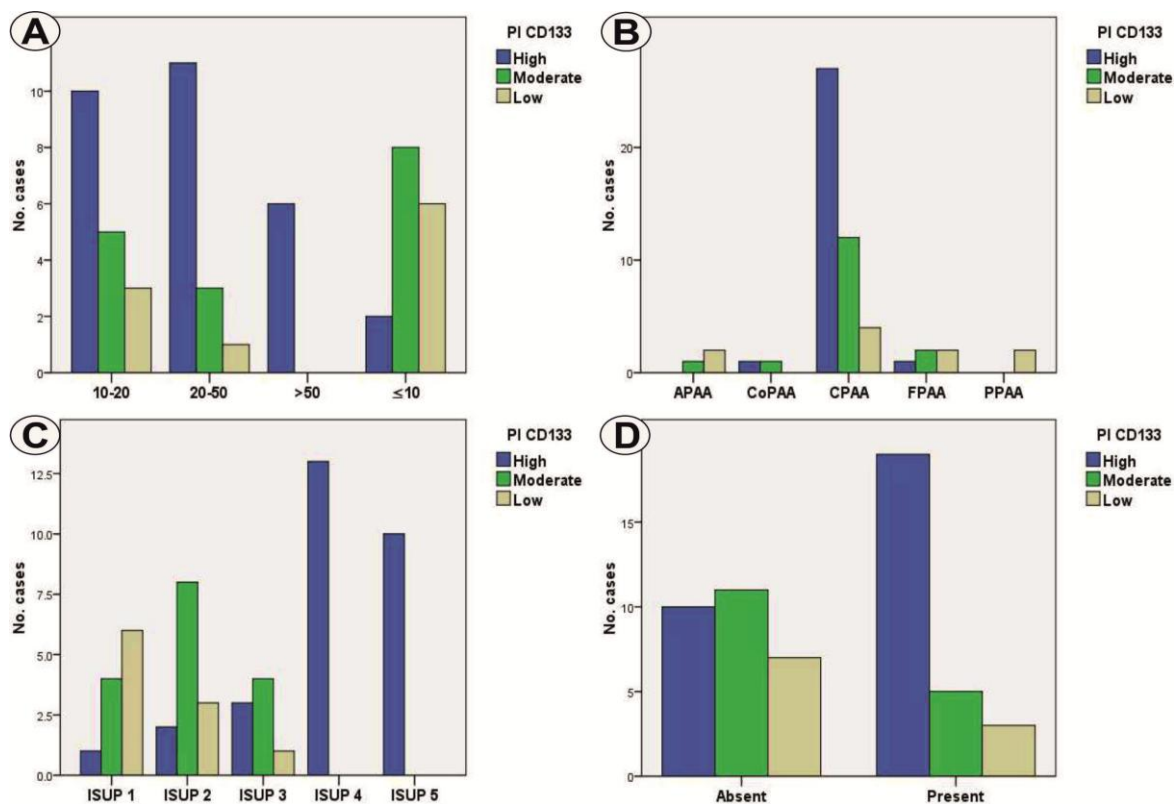 A
PI CD133
High
Moderate
Low
No. cases
10
8
6
4
2
0
10-20 20-50 >50 ≤10
B
PI CD133
High
Moderate
Low
No. cases
20
10
0
APAA CoPAA CPAA FPAA PPAA
C
PI CD133
High
Moderate
Low
No. cases
12.5
10.0
7.5
5.0
2.5
0.0
ISUP 1 ISUP 2 ISUP 3 ISUP 4 ISUP 5
D
PI CD133
High
Moderate
Low
No. cases
15
10
5
0
Absent Present